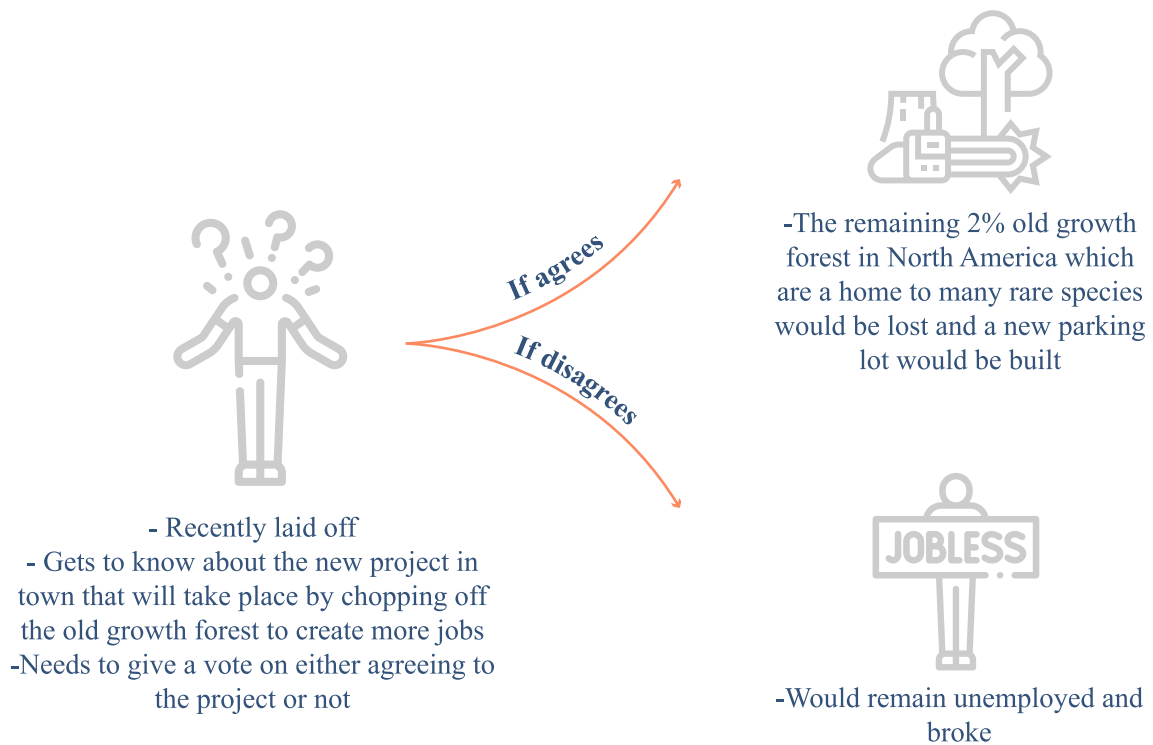 - Recently laid off
- Gets to know about the new project in
town that will take place by chopping off
the old growth forest to create more jobs
-Needs to give a vote on either agreeing to
the project or not
If agrees
If disagrees
-The remaining 2% old growth
forest in North America which
are a home to many rare species
would be lost and a new parking
lot would be built
JOBLESS
-Would remain unemployed and
broke